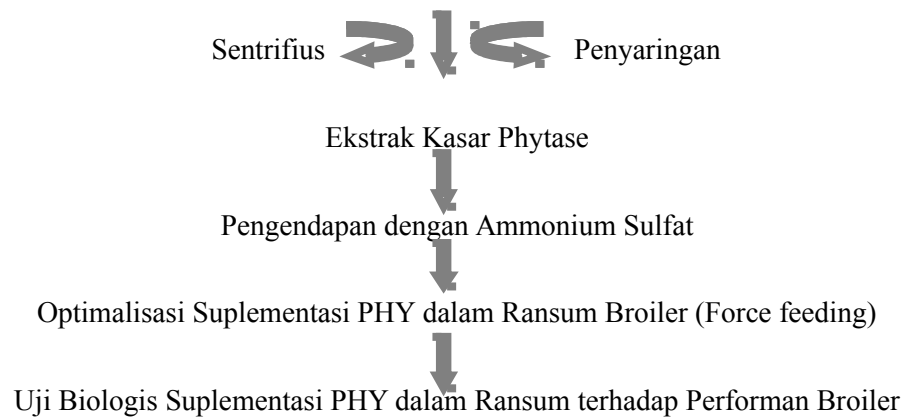 Sentrifius Penyaringan
Ekstrak Kasar Phytase
Pengendapan dengan Ammonium Sulfat
Optimalisasi Suplementasi PHY dalam Ransum Broiler (Force feeding)
Uji Biologis Suplementasi PHY dalam Ransum terhadap Performan Broiler